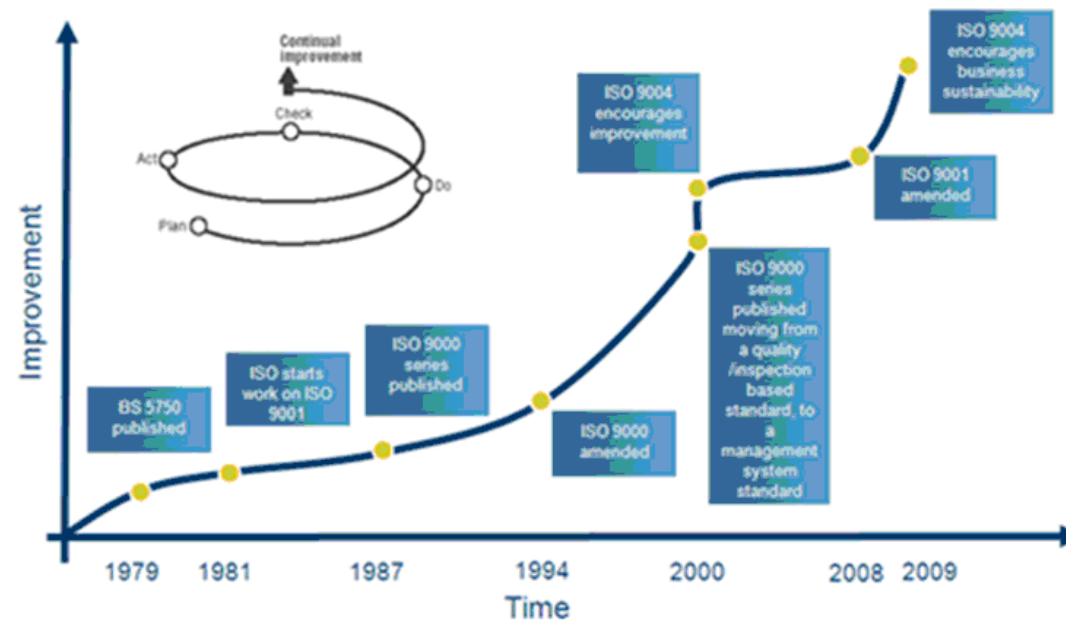 Continual
improvement
Check
Act
Do
Plan
Improvement
BS 5750
published
ISO starts
work on ISO
9001
ISO 9000
series
published
ISO 9000
amended
ISO 9004
encourages
improvement
ISO 9000
series
published
moving from
a quality
/inspection
based
standard, to
a
management
system
standard
ISO 9001
amended
ISO 9004
encourages
business
sustainability
1979 1981 1987 1994 2000 2008 2009
Time